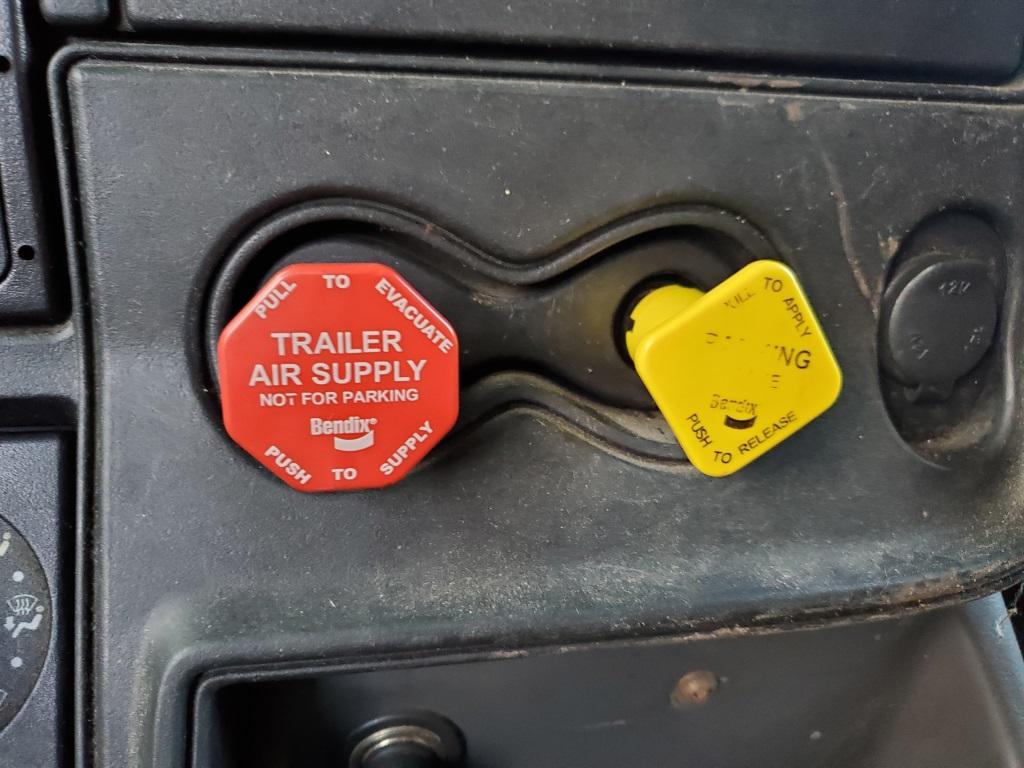 PULL TO EVACUATE
TRAILER
AIR SUPPLY
NOT FOR PARKING
Bendix®
PUSH TO SUPPLY
TO APPLY
Bendix
PUSH TO RELEASE
12V